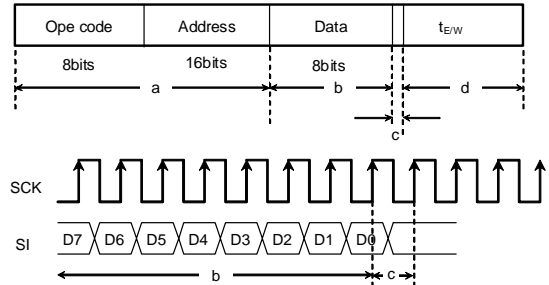 Ope code Address Data tE/W
8bits 16bits 8bits
a b d
c
SCK
SI D7 D6 D5 D4 D3 D2 D1 D0
b c